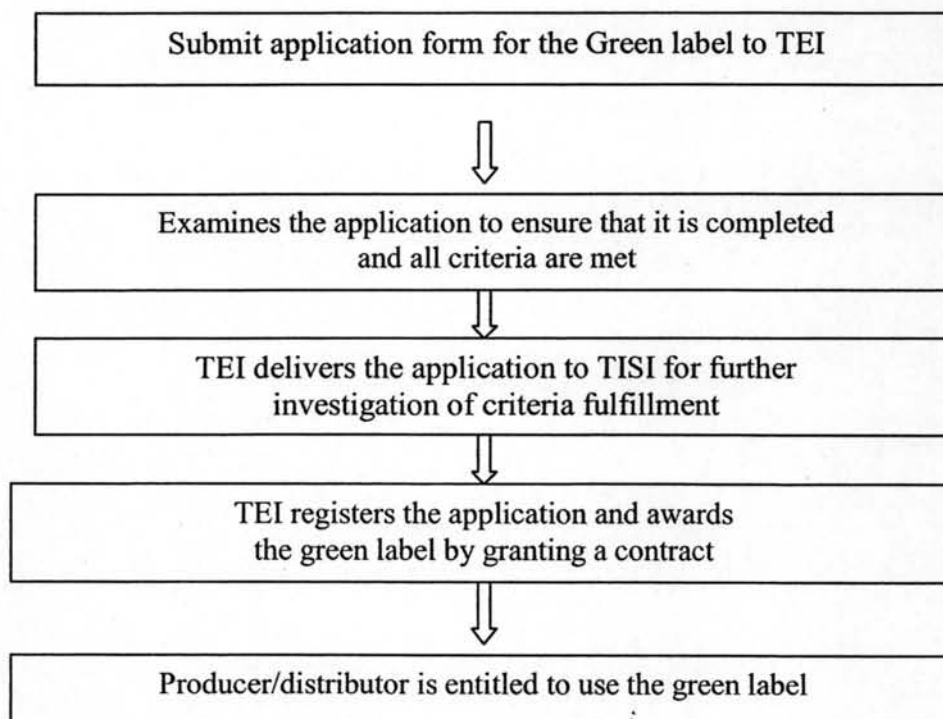 Submit application form for the Green label to TEI
Examines the application to ensure that it is completed
and all criteria are met
TEI delivers the application to TISI for further
investigation of criteria fulfillment
TEI registers the application and awards
the green label by granting a contract
Producer/distributor is entitled to use the green label